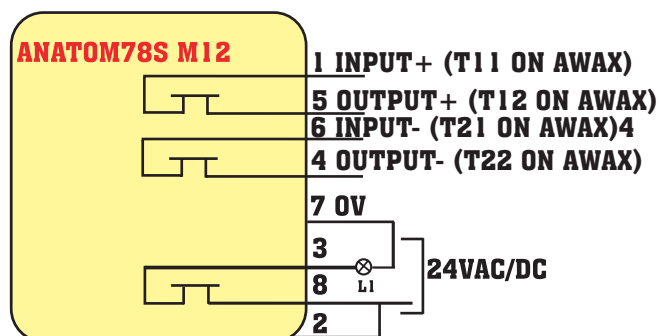 ANATOM78S M12
1 INPUT+ (T11 ON AWAX)
5 OUTPUT+ (T12 ON AWAX)
6 INPUT- (T21 ON AWAX)4
4 OUTPUT- (T22 ON AWAX)
7 0V
3
24VAC/DC
8
L1
2